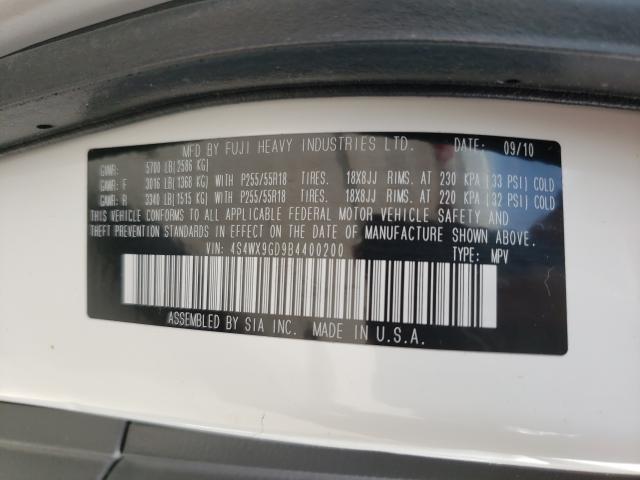 MFD BY FUJI HEAVY INDUSTRIES LTD. DATE: 09/10
GVWR: 5700 LB(2586 KG)
GAWR: F 3016 LB(1368 KG) WITH P255/55R18 TIRES. 18X8JJ RIMS. AT 230 KPA (33 PSI) COLD
GAWR: R 3340 LB(1515 KG) WITH P255/55R18 TIRES. 18X8JJ RIMS. AT 220 KPA (32 PSI) COLD
THIS VEHICLE CONFORMS TO ALL APPLICABLE FEDERAL MOTOR VEHICLE SAFETY AND
THEFT PREVENTION STANDARDS IN EFFECT ON THE DATE OF MANUFACTURE SHOWN ABOVE.
VIN: 4S4WX9GD9B4400200 TYPE: MPV
ASSEMBLED BY SIA INC. MADE IN U.S.A.